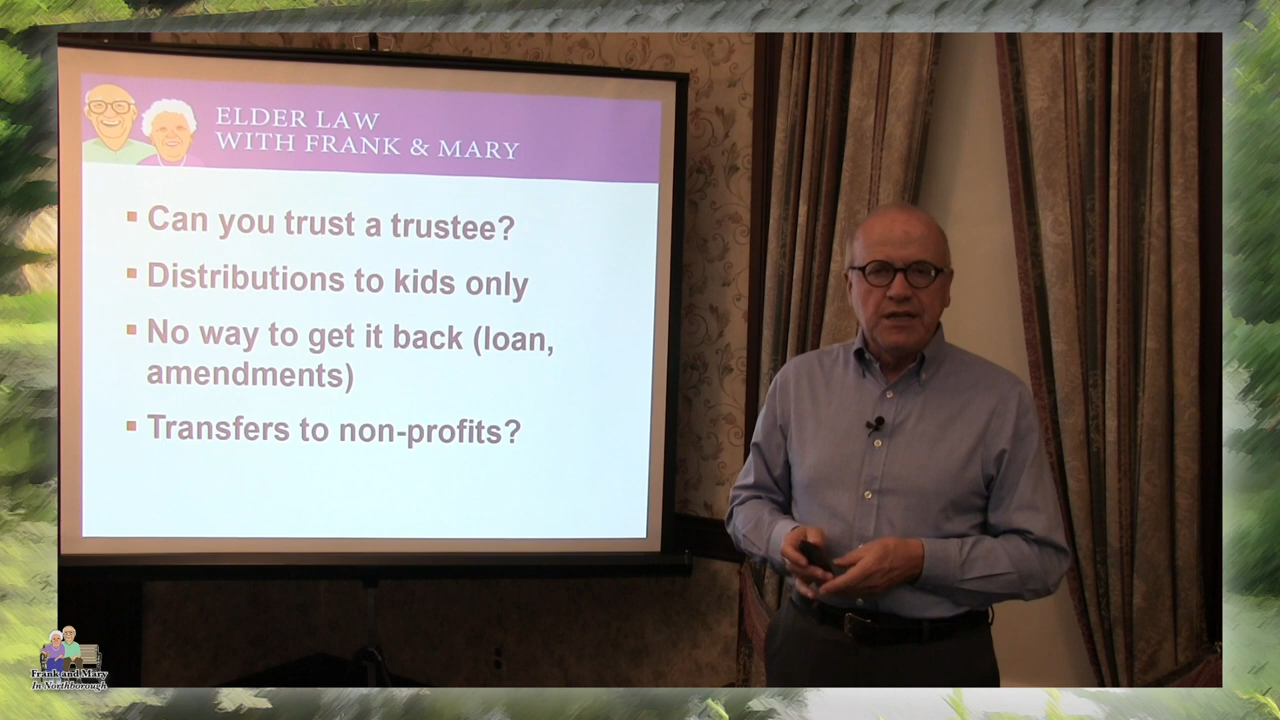 ELDER LAW
WITH FRANK & MARY
▪ Can you trust a trustee?
▪ Distributions to kids only
▪ No way to get it back (loan,
amendments)
▪ Transfers to non-profits?
Frank and Mary
In Northborough